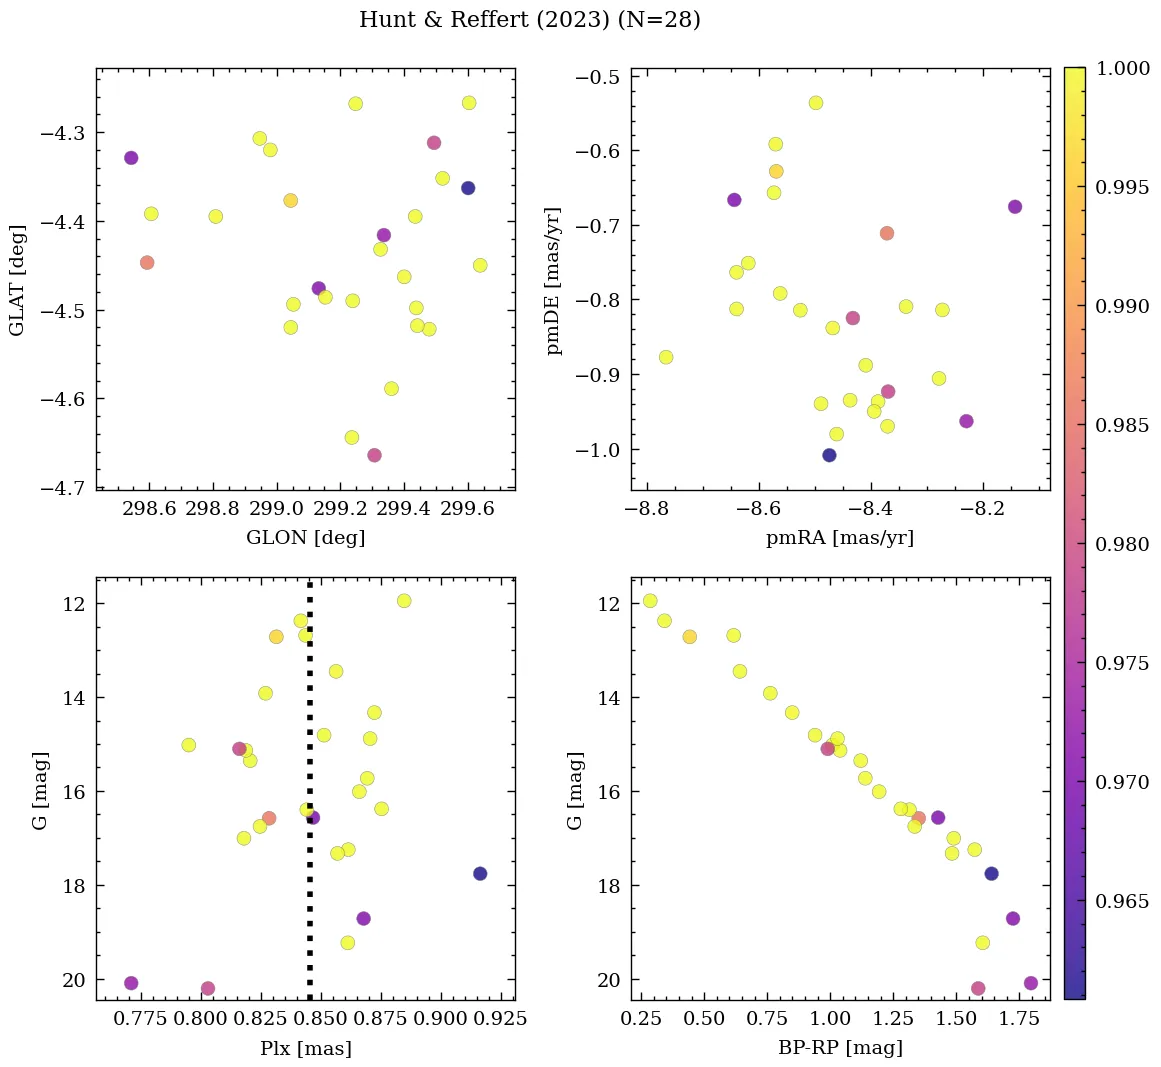 Hunt & Reffert (2023) (N=28)
−4.3
−4.4
−4.5
−4.6
−4.7
GLAT [deg]
298.6 298.8 299.0 299.2 299.4 299.6
GLON [deg]
−0.5
−0.6
−0.7
−0.8
−0.9
−1.0
pmDE [mas/yr]
−8.8 −8.6 −8.4 −8.2
pmRA [mas/yr]
12
14
16
18
20
G [mag]
0.775 0.800 0.825 0.850 0.875 0.900 0.925
Plx [mas]
12
14
16
18
20
G [mag]
0.25 0.50 0.75 1.00 1.25 1.50 1.75
BP-RP [mag]
1.000
0.995
0.990
0.985
0.980
0.975
0.970
0.965